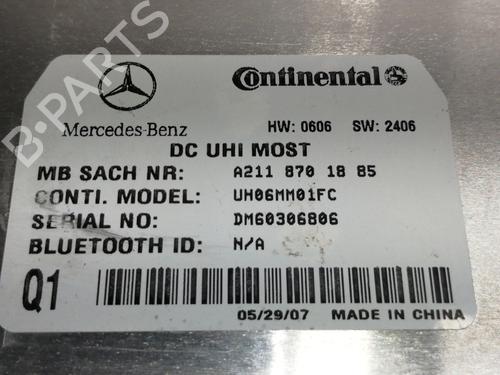 Mercedes-Benz
Continental
HW: 0606 SW: 2406
DC UHI MOST
MB SACH NR: A211 870 18 85
CONTI. MODEL: UH06MM01FC
SERIAL NO: DM60306806
BLUETOOTH ID: N/A
Q1
05/29/07 MADE IN CHINA
B-PARTS